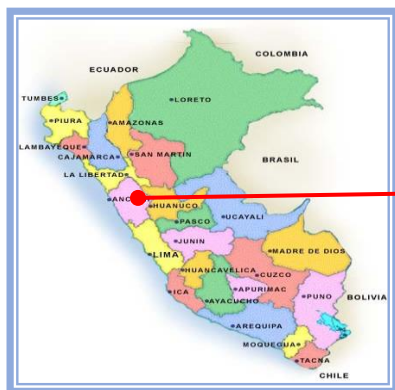 COLOMBIA
ECUADOR
TUMBES
LORETO
PIURA
AMAZONAS
LAMBAYEQUE
CAJAMARCA
SAN MARTIN
BRASIL
LA LIBERTAD
ANC
HUANUCO
UCAYALI
PASCO
JUNIN
LIMA
MADRE DE DIOS
HUANCAVELICA
CUZCO
ICA
APURIMAC
PUNO
BOLIVIA
AYACUCHO
AREQUIPA
MOQUEGUA
TACNA
CHILE